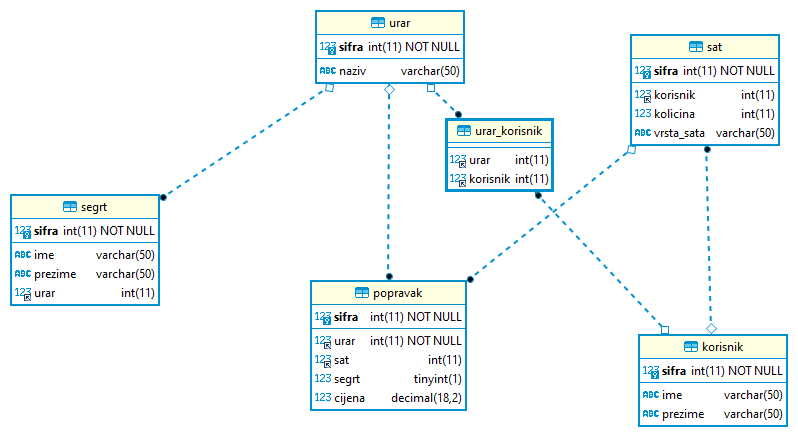 urar
123 sifra int(11) NOT NULL
ABC naziv varchar(50)
sat
123 sifra int(11) NOT NULL
123 korisnik int(11)
123 kolicina int(11)
ABC vrsta_sata varchar(50)
urar_korisnik
123 urar int(11)
123 korisnik int(11)
segrt
123 sifra int(11) NOT NULL
ABC ime varchar(50)
ABC prezime varchar(50)
123 urar int(11)
popravak
123 sifra int(11) NOT NULL
123 urar int(11) NOT NULL
123 sat int(11)
123 segrt tinyint(1)
123 cijena decimal(18,2)
korisnik
123 sifra int(11) NOT NULL
ABC ime varchar(50)
ABC prezime varchar(50)